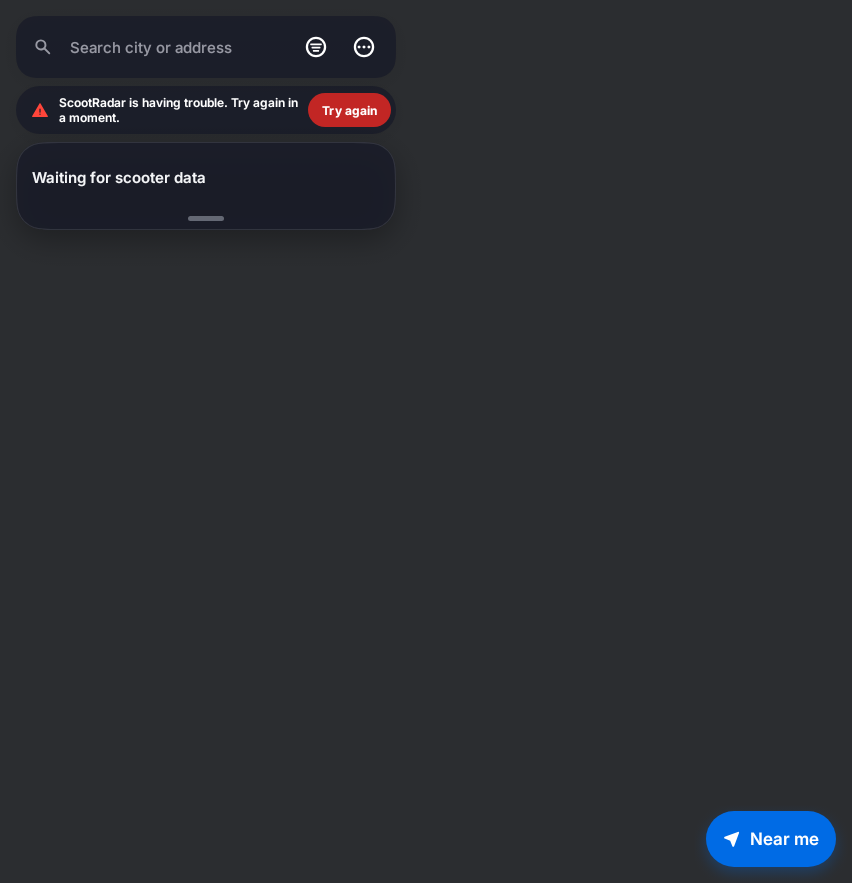 Search city or address
ScootRadar is having trouble. Try again in
a moment.
Try again
Waiting for scooter data
Near me